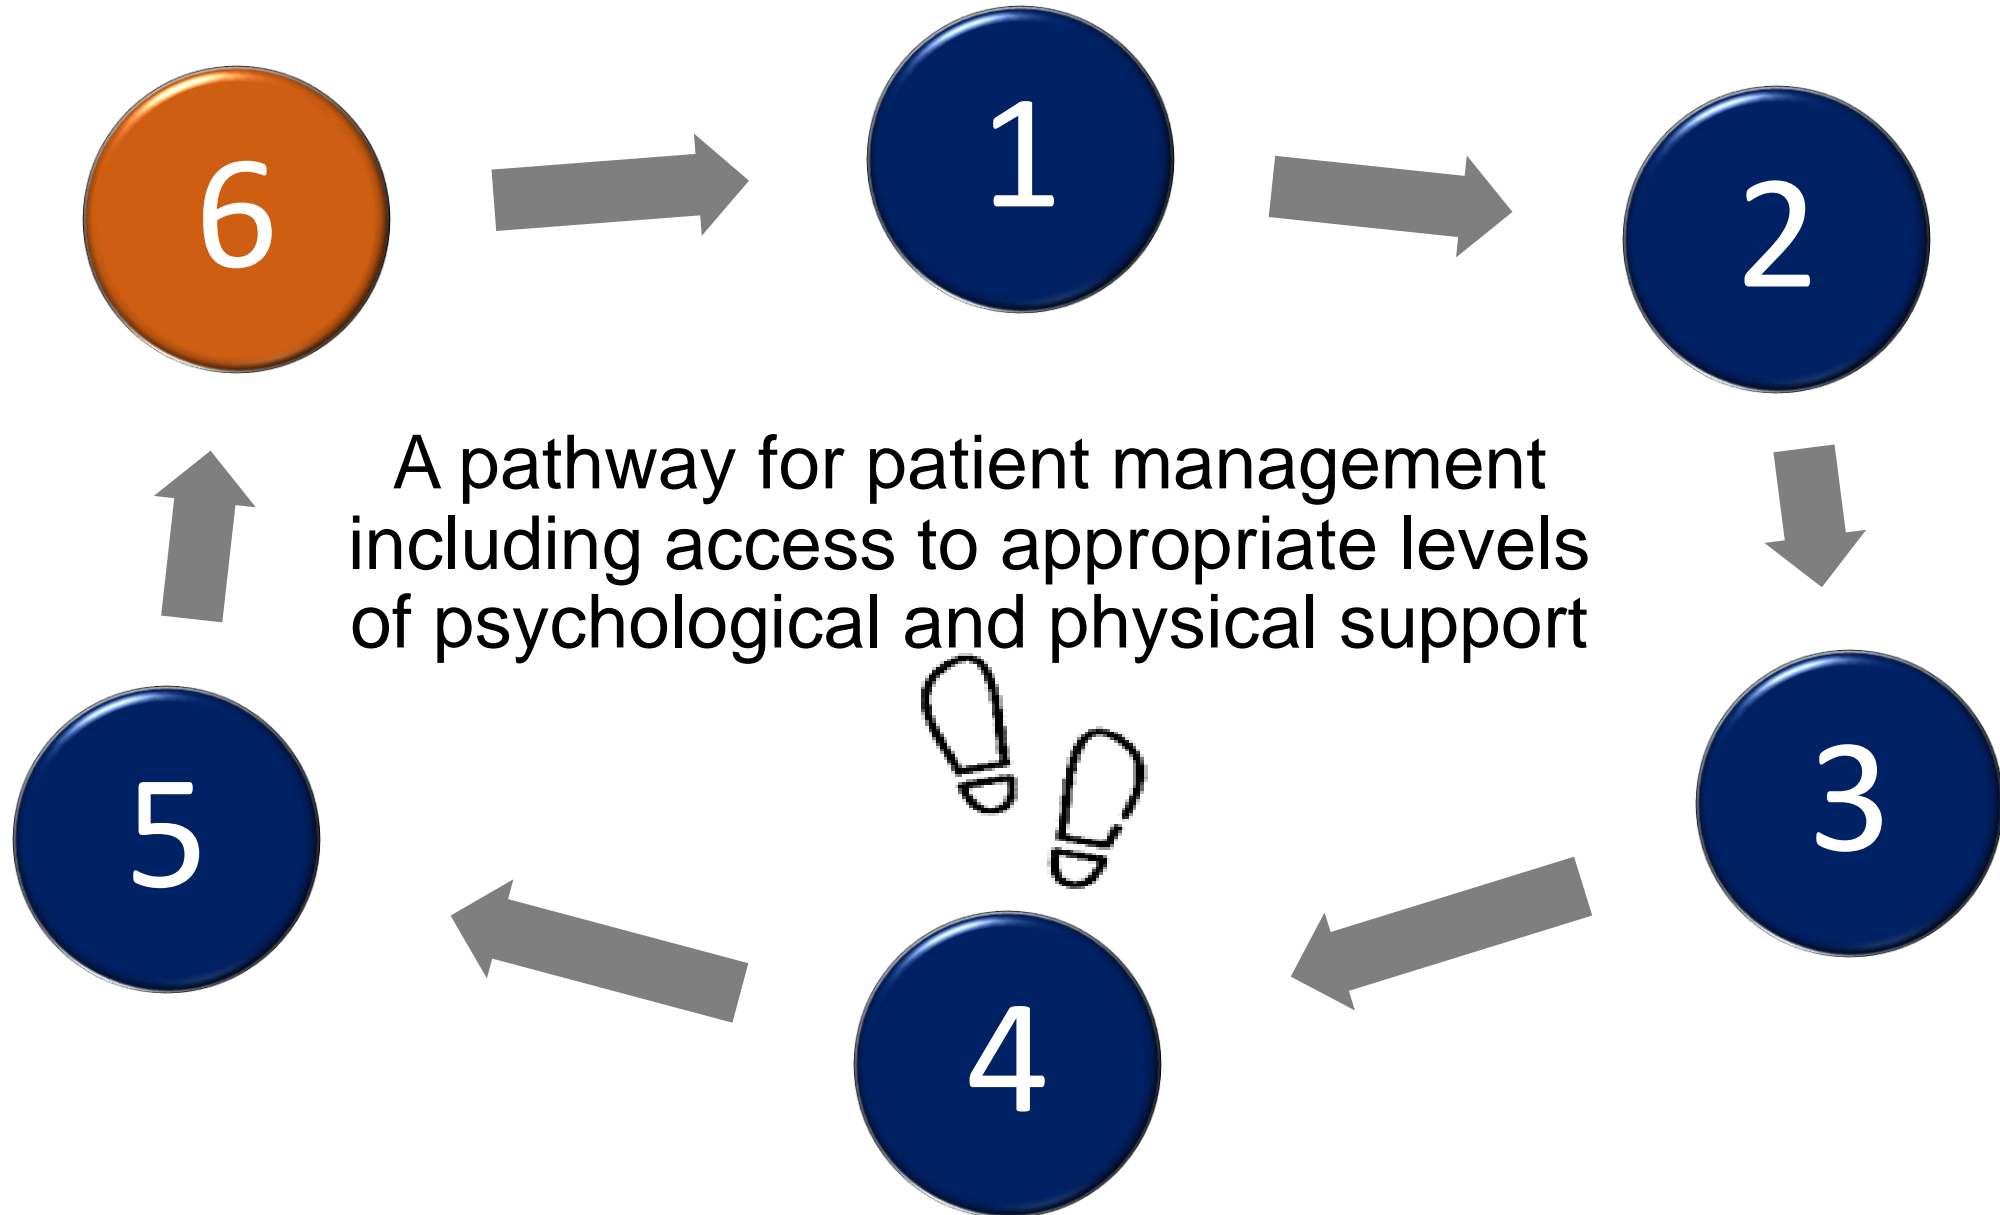 6
1
2
A pathway for patient management
including access to appropriate levels
of psychological and physical support
5
3
4